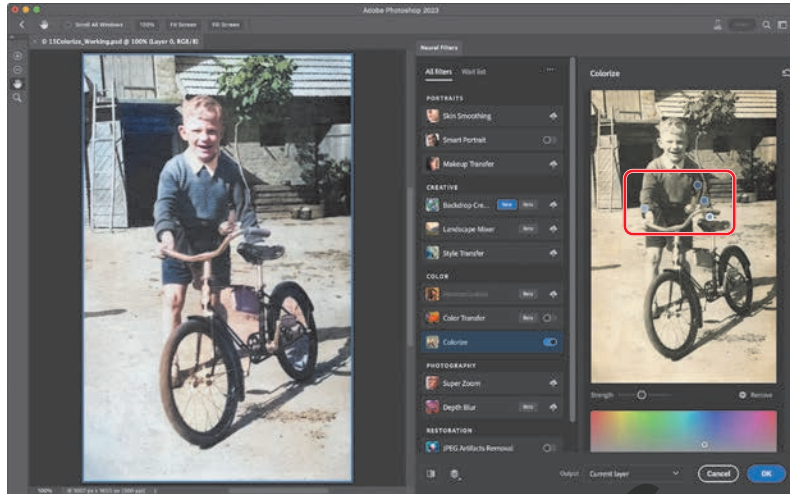 Adobe Photoshop 2023
Scroll All Windows 100% Fit Screen Fill Screen
× © 15Colorize_Working.psd @ 100% (Layer 0, RGB/8)
Neural Filters
All filters Wait list
Colorize
PORTRAITS
Skin Smoothing
Smart Portrait
Makeup Transfer
CREATIVE
Backdrop Cre... New Beta
Landscape Mixer Beta
Style Transfer
COLOR
Beta
Color Transfer Beta
Colorize
PHOTOGRAPHY
Super Zoom
Depth Blur Beta
RESTORATION
JPEG Artifacts Removal
Strength Remove
Output Current layer Cancel OK
100%